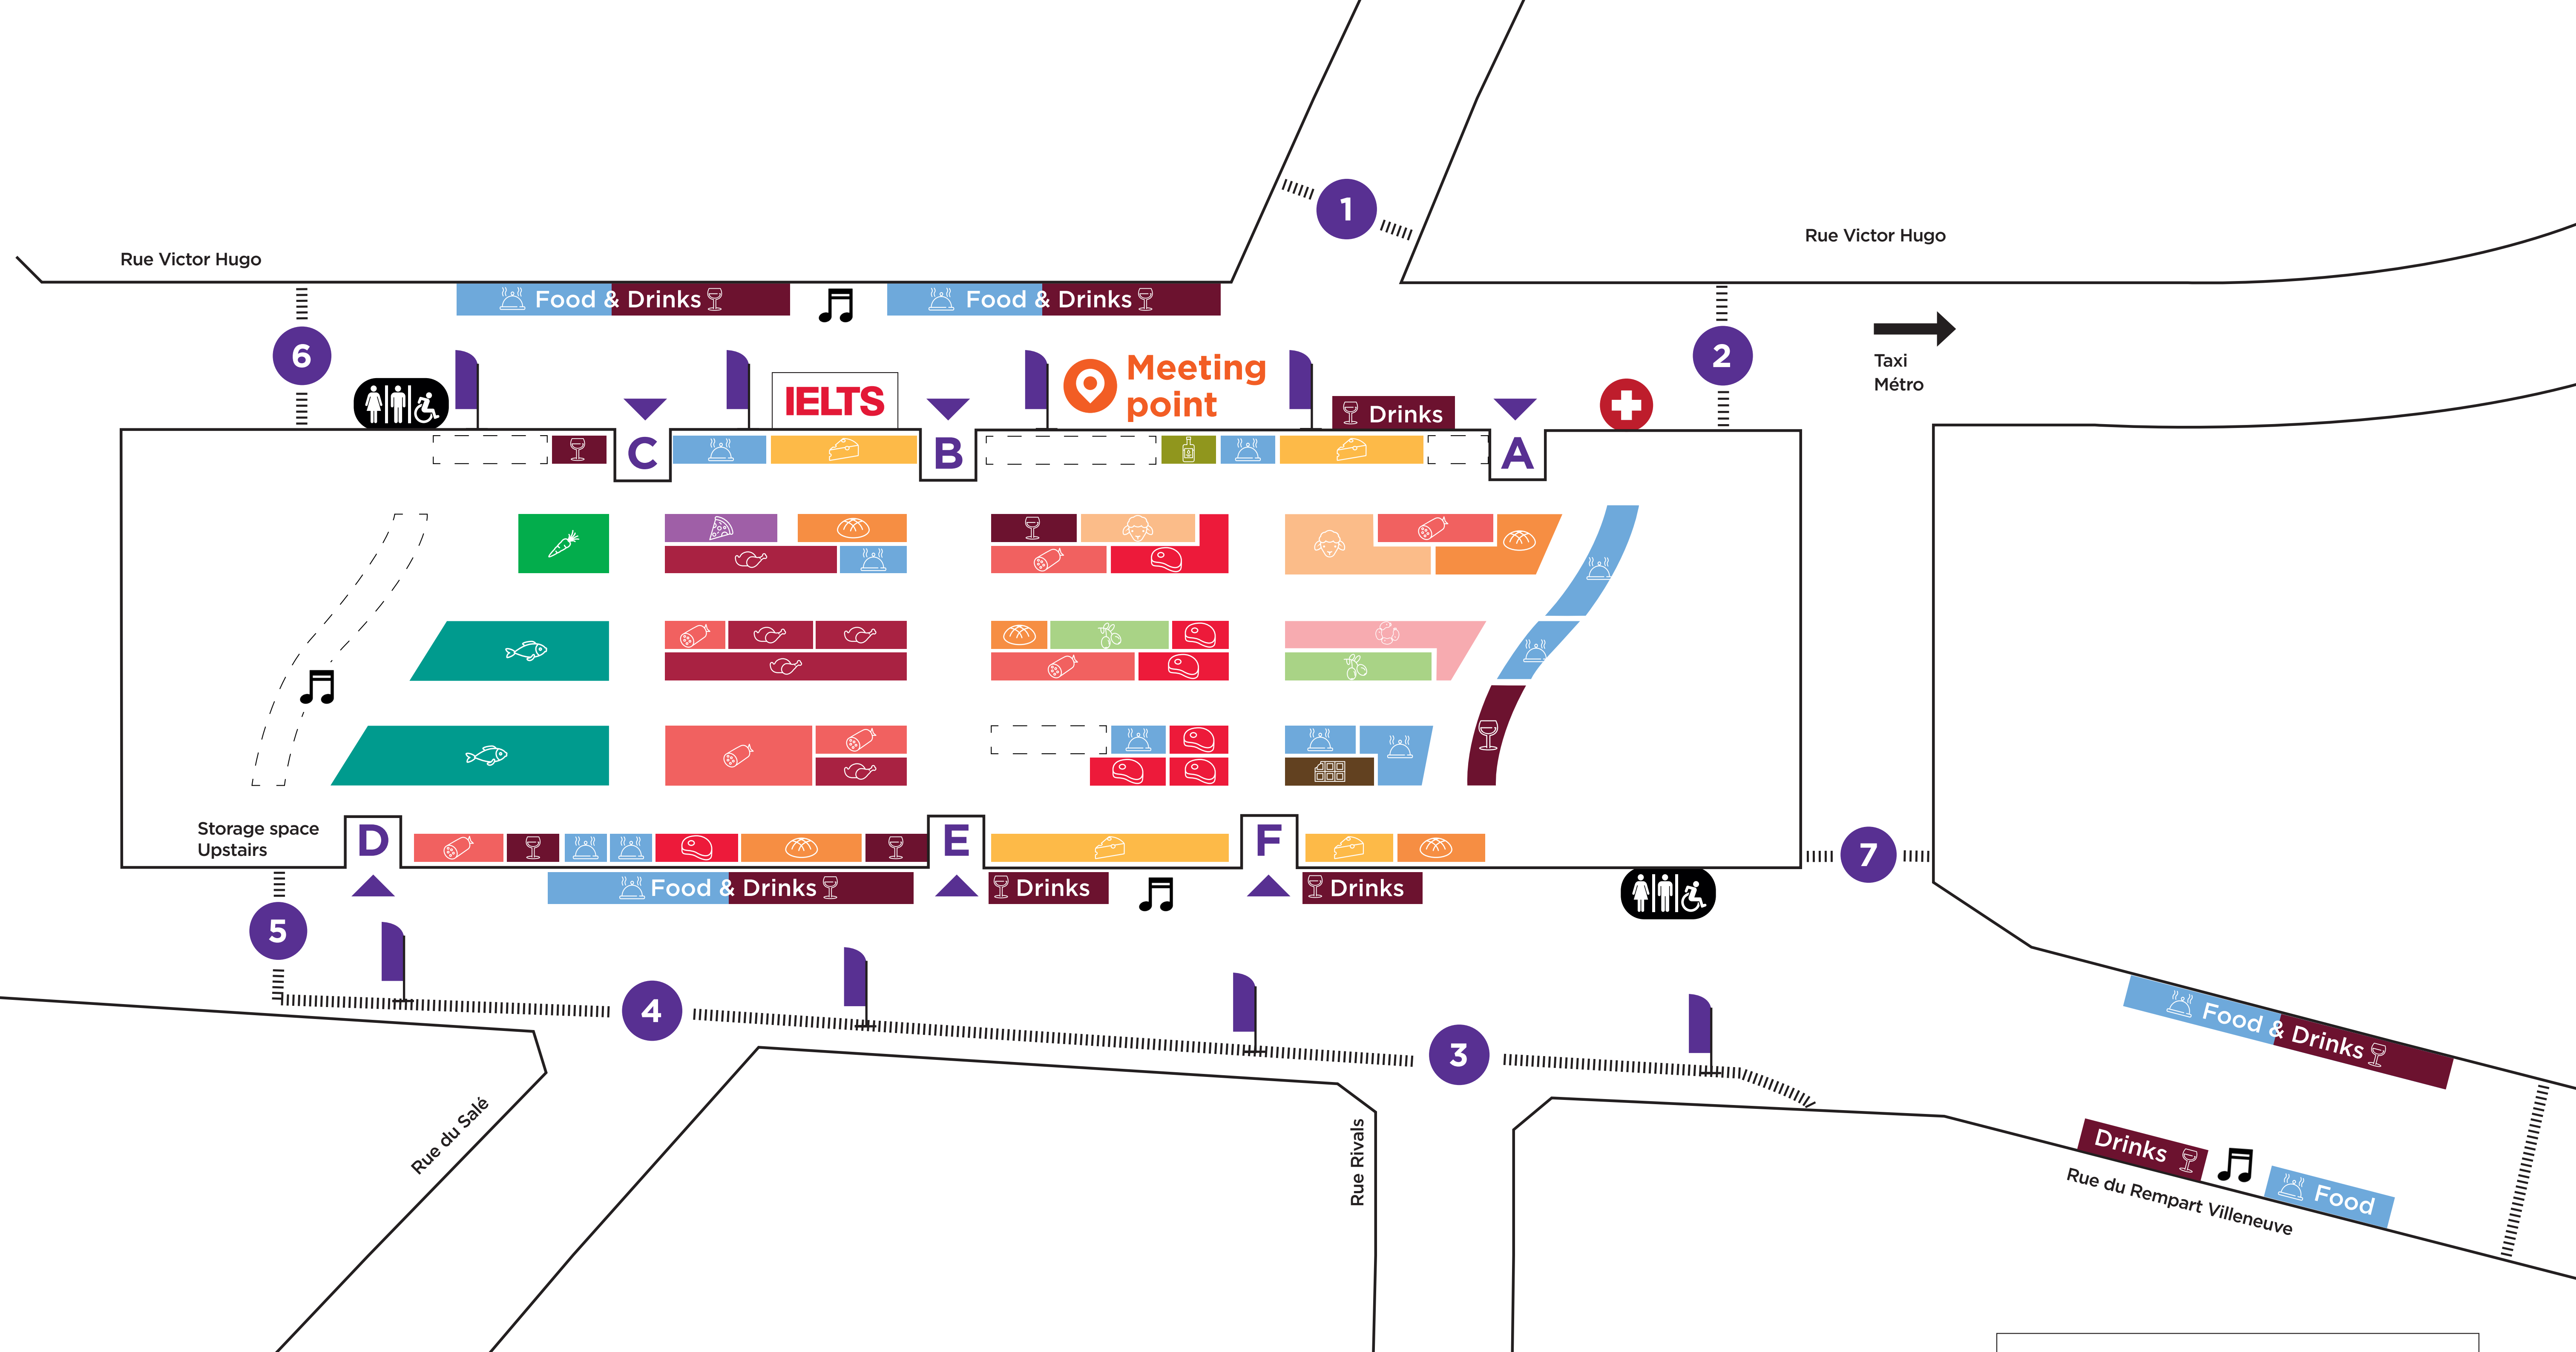 1
Rue Victor Hugo
Rue Victor Hugo
Food & Drinks
Food & Drinks
6
2
Taxi
Métro
IELTS
Meeting
point
Drinks
C
B
A
Storage space
Upstairs
D
E
F
7
Food & Drinks
Drinks
Drinks
5
4
3
Food & Drinks
Rue du Salé
Rue Rivals
Drinks
Food
Rue du Rempart Villeneuve